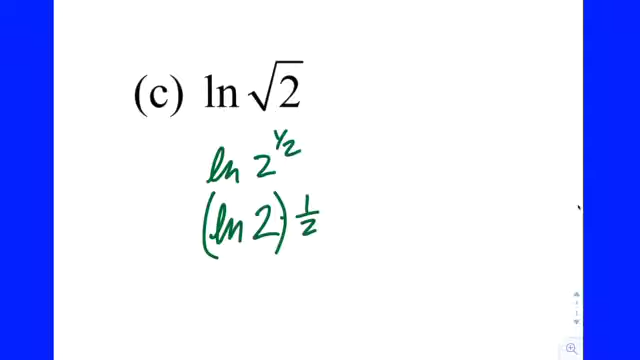 (c) ln √2
ln 2^1/2
(ln 2) 1/2